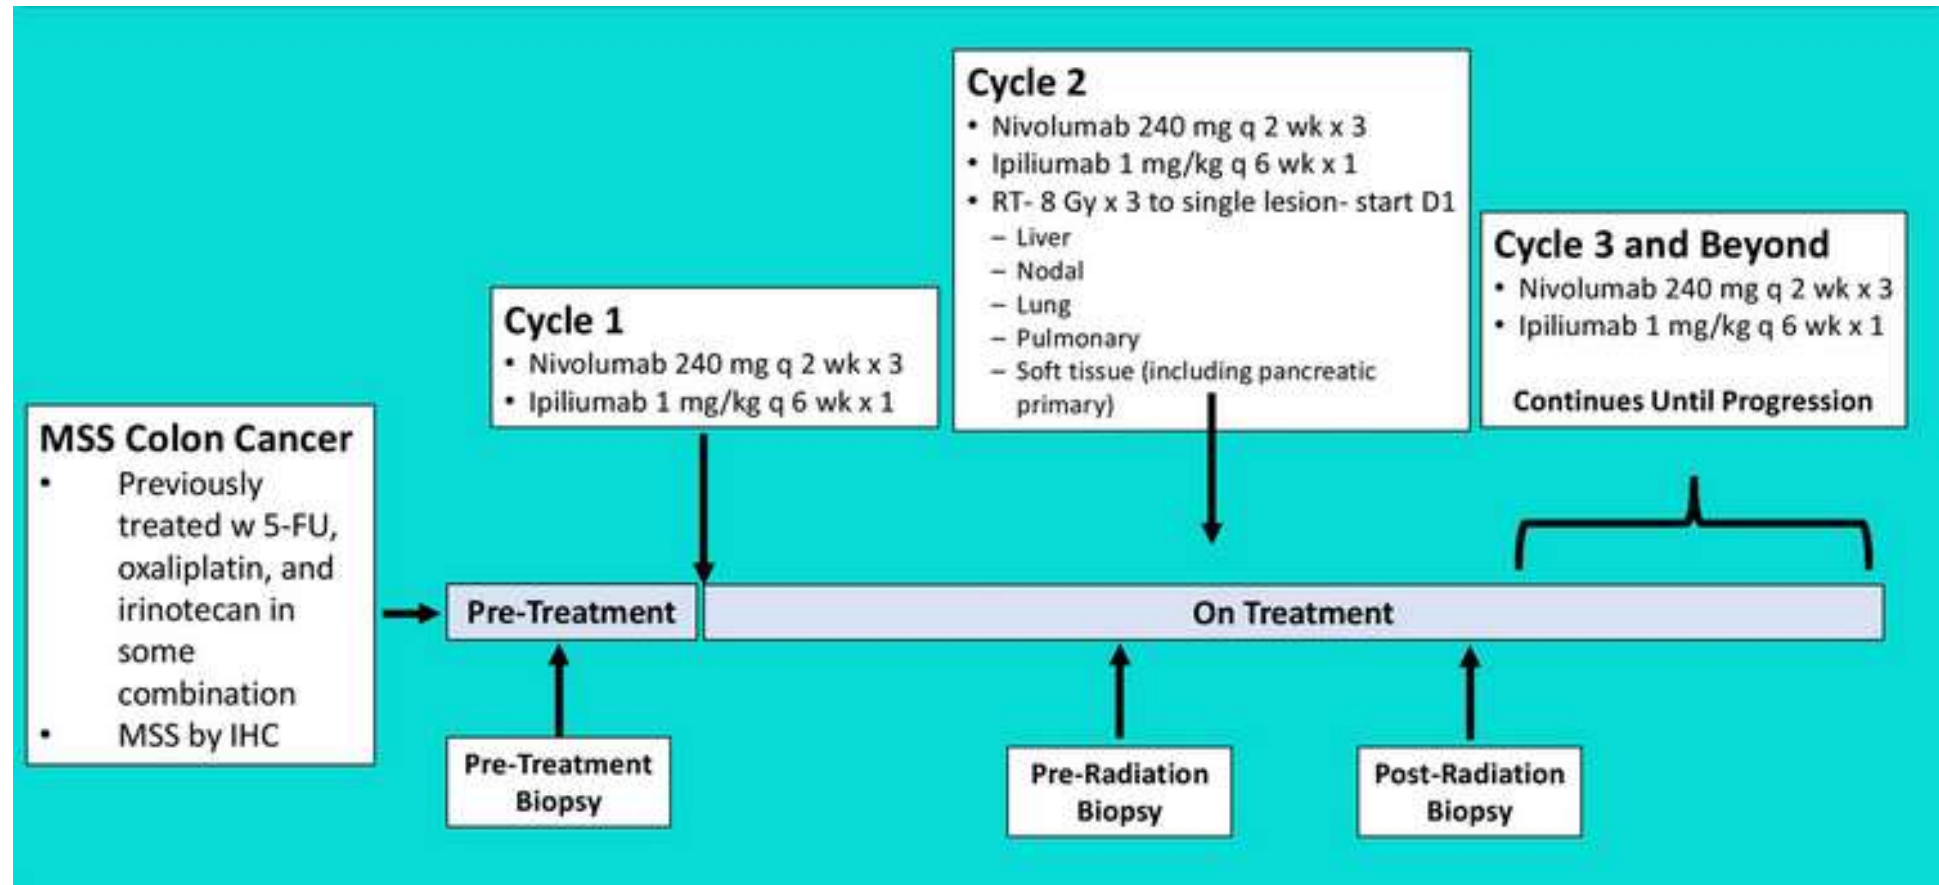 MSS Colon Cancer
• Previously
treated w 5-FU,
oxaliplatin, and
irinotecan in
some
combination
• MSS by IHC
Cycle 1
• Nivolumab 240 mg q 2 wk x 3
• Ipiliumab 1 mg/kg q 6 wk x 1
Cycle 2
• Nivolumab 240 mg q 2 wk x 3
• Ipiliumab 1 mg/kg q 6 wk x 1
• RT- 8 Gy x 3 to single lesion- start D1
– Liver
– Nodal
– Lung
– Pulmonary
– Soft tissue (including pancreatic
primary)
Cycle 3 and Beyond
• Nivolumab 240 mg q 2 wk x 3
• Ipiliumab 1 mg/kg q 6 wk x 1
Continues Until Progression
Pre-Treatment
On Treatment
Pre-Treatment
Biopsy
Pre-Radiation
Biopsy
Post-Radiation
Biopsy